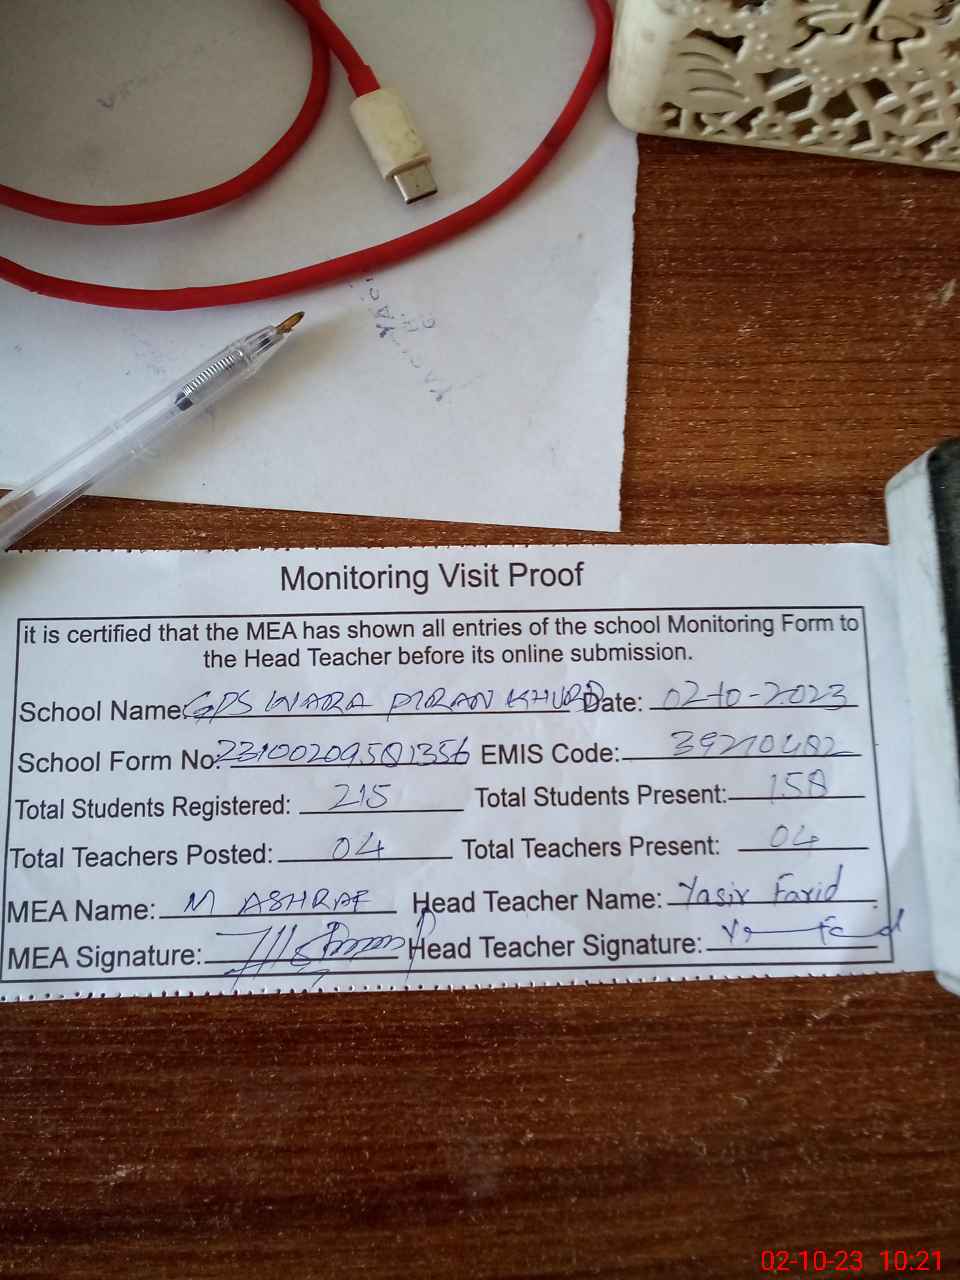 Monitoring Visit Proof
it is certified that the MEA has shown all entries of the school Monitoring Form to
the Head Teacher before its online submission.
School Name: GPS WARA PIRAN KHURD Date: 02-10-2023
School Form No: EMIS Code: 39210482
Total Students Registered: 215 Total Students Present: 158
Total Teachers Posted: 04 Total Teachers Present: 04
MEA Name: M ASHRAF Head Teacher Name: Yasir Farid
MEA Signature: Head Teacher Signature:
02-10-23 10:21